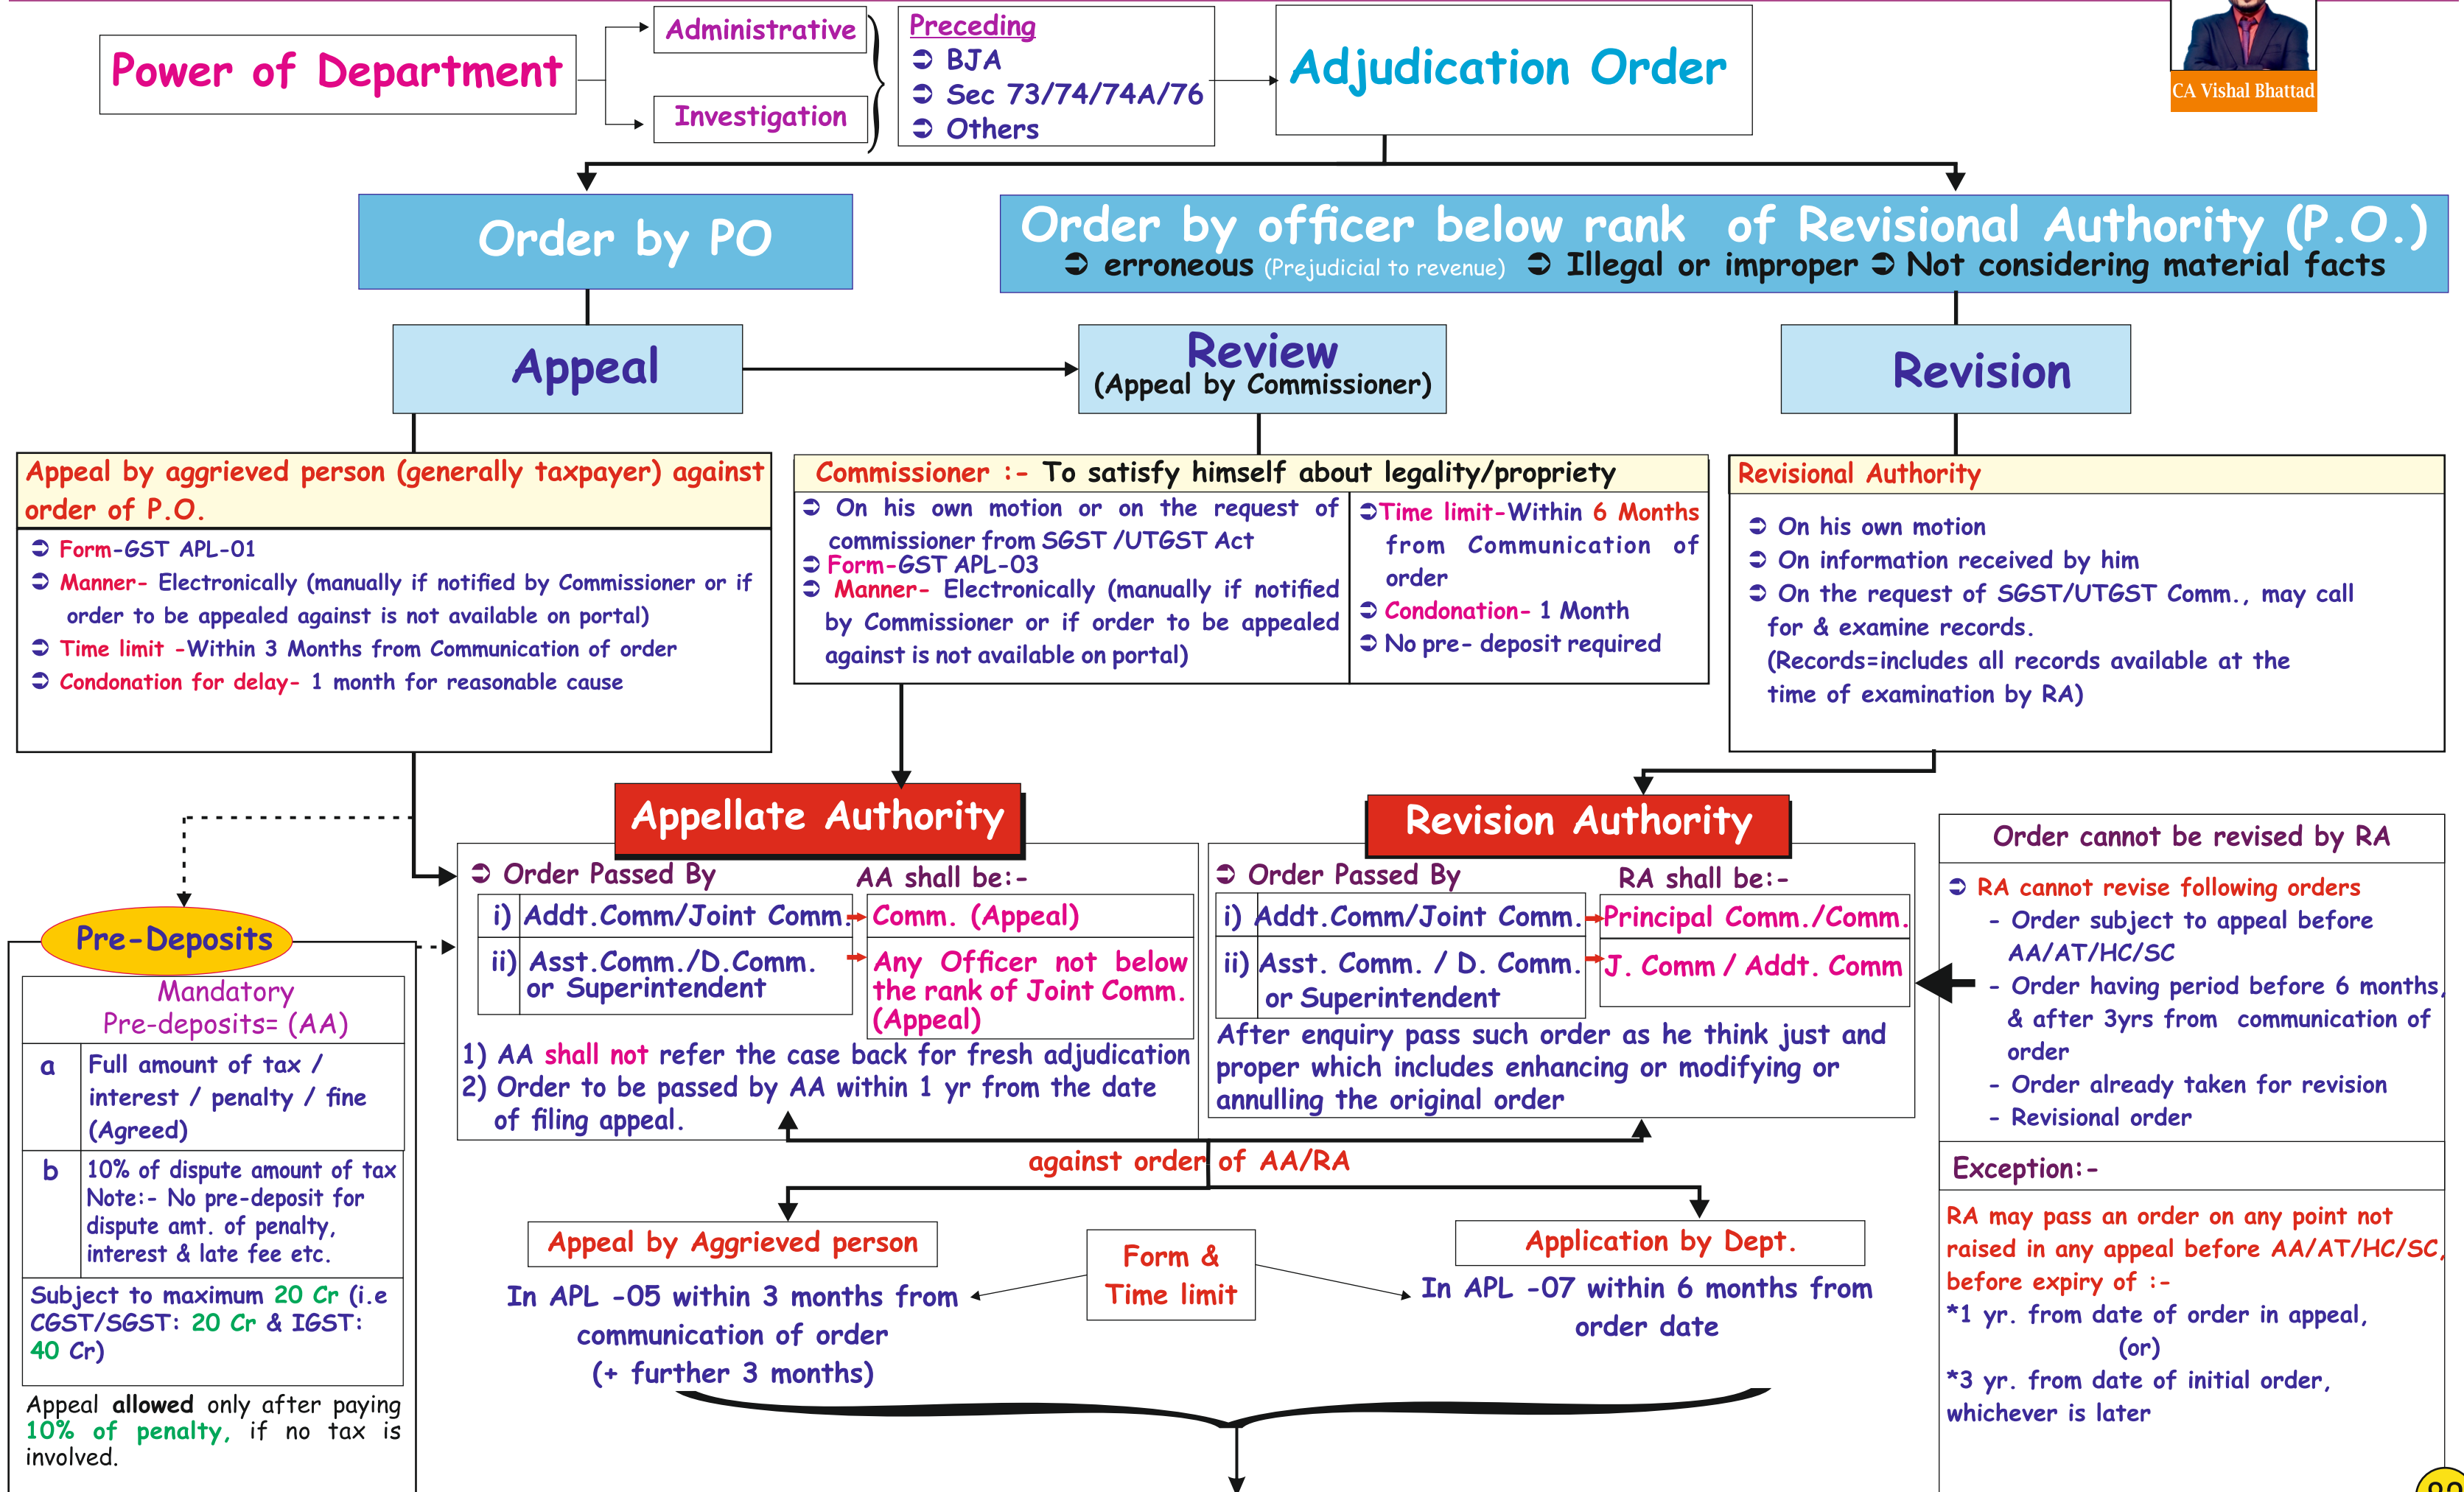 Power of Department
Administrative
Investigation
Preceding
BJA
Sec 73/74/74A/76
Others
Adjudication Order
CA Vishal Bhattad
Order by PO
Order by officer below rank of Revisional Authority (P.O.)
erroneous (Prejudicial to revenue) Illegal or improper Not considering material facts
Appeal
Review
(Appeal by Commissioner)
Revision
Appeal by aggrieved person (generally taxpayer) against
order of P.O.
Form-GST APL-01
Manner- Electronically (manually if notified by Commissioner or if
order to be appealed against is not available on portal)
Time limit -Within 3 Months from Communication of order
Condonation for delay- 1 month for reasonable cause
Commissioner :- To satisfy himself about legality/propriety
On his own motion or on the request of
commissioner from SGST /UTGST Act
Form-GST APL-03
Manner- Electronically (manually if notified
by Commissioner or if order to be appealed
against is not available on portal)
Time limit-Within 6 Months
from Communication of
order
Condonation- 1 Month
No pre- deposit required
Revisional Authority
On his own motion
On information received by him
On the request of SGST/UTGST Comm., may call
for & examine records.
(Records=includes all records available at the
time of examination by RA)
Pre-Deposits
Mandatory
Pre-deposits= (AA)
a Full amount of tax /
interest / penalty / fine
(Agreed)
b 10% of dispute amount of tax
Note:- No pre-deposit for
dispute amt. of penalty,
interest & late fee etc.
Subject to maximum 20 Cr (i.e
CGST/SGST: 20 Cr & IGST:
40 Cr)
Appeal allowed only after paying
10% of penalty, if no tax is
involved.
Appellate Authority
Order Passed By AA shall be:-
i) Addt.Comm/Joint Comm. Comm. (Appeal)
ii) Asst.Comm./D.Comm.
or Superintendent
Any Officer not below
the rank of Joint Comm.
(Appeal)
1) AA shall not refer the case back for fresh adjudication
2) Order to be passed by AA within 1 yr from the date
of filing appeal.
Revision Authority
Order Passed By RA shall be:-
i) Addt.Comm/Joint Comm. Principal Comm./Comm.
ii) Asst. Comm. / D. Comm. J. Comm / Addt. Comm
or Superintendent
After enquiry pass such order as he think just and
proper which includes enhancing or modifying or
annulling the original order
Order cannot be revised by RA
RA cannot revise following orders
- Order subject to appeal before
AA/AT/HC/SC
- Order having period before 6 months,
& after 3yrs from communication of
order
- Order already taken for revision
- Revisional order
Exception:-
RA may pass an order on any point not
raised in any appeal before AA/AT/HC/SC,
before expiry of :-
*1 yr. from date of order in appeal,
(or)
*3 yr. from date of initial order,
whichever is later
against order of AA/RA
Appeal by Aggrieved person
In APL -05 within 3 months from
communication of order
(+ further 3 months)
Form &
Time limit
Application by Dept.
In APL -07 within 6 months from
order date